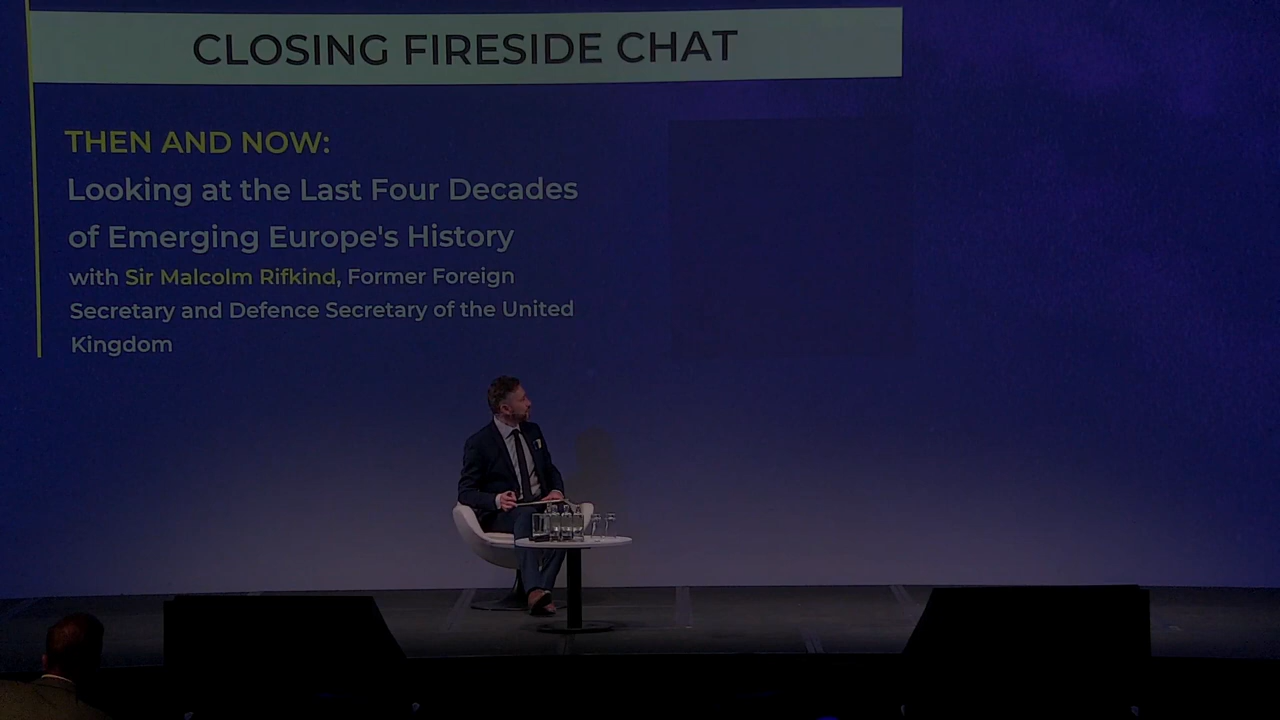 CLOSING FIRESIDE CHAT
THEN AND NOW:
Looking at the Last Four Decades
of Emerging Europe's History
with Sir Malcolm Rifkind, Former Foreign
Secretary and Defence Secretary of the United
Kingdom